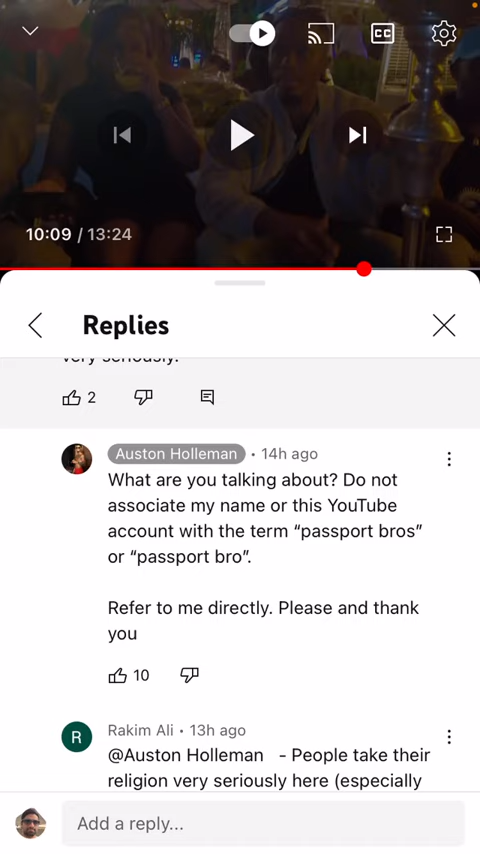 CC
10:09 / 13:24
Replies
very seriously.
2
Auston Holleman • 14h ago
What are you talking about? Do not
associate my name or this YouTube
account with the term “passport bros”
or “passport bro”.
Refer to me directly. Please and thank
you
10
R
Rakim Ali • 13h ago
@Auston Holleman - People take their
religion very seriously here (especially
Add a reply...